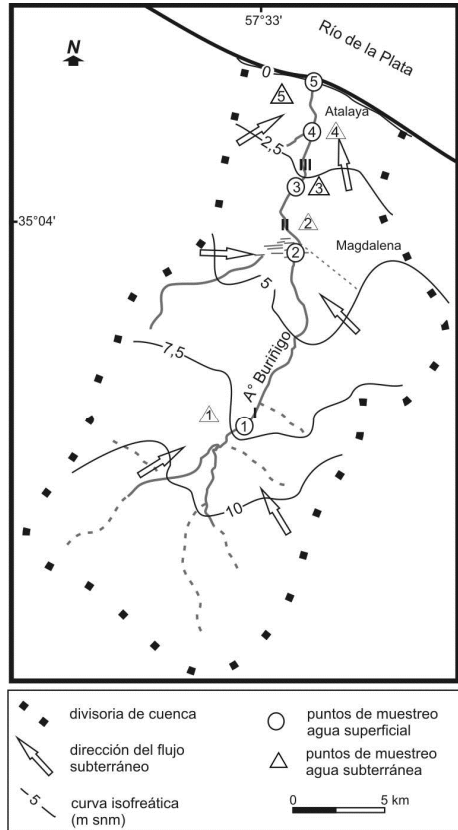 57°33'
Río de la Plata
N
0
5
5
Atalaya
4
4
2,5
III
3
3
35°04'
II
2
2
Magdalena
5
7,5
A° Buriñigo
1
I
1
10
divisoria de cuenca
dirección del flujo
subterráneo
curva isofreática
(m snm)
5
puntos de muestreo
agua superficial
puntos de muestreo
agua subterránea
0
5 km